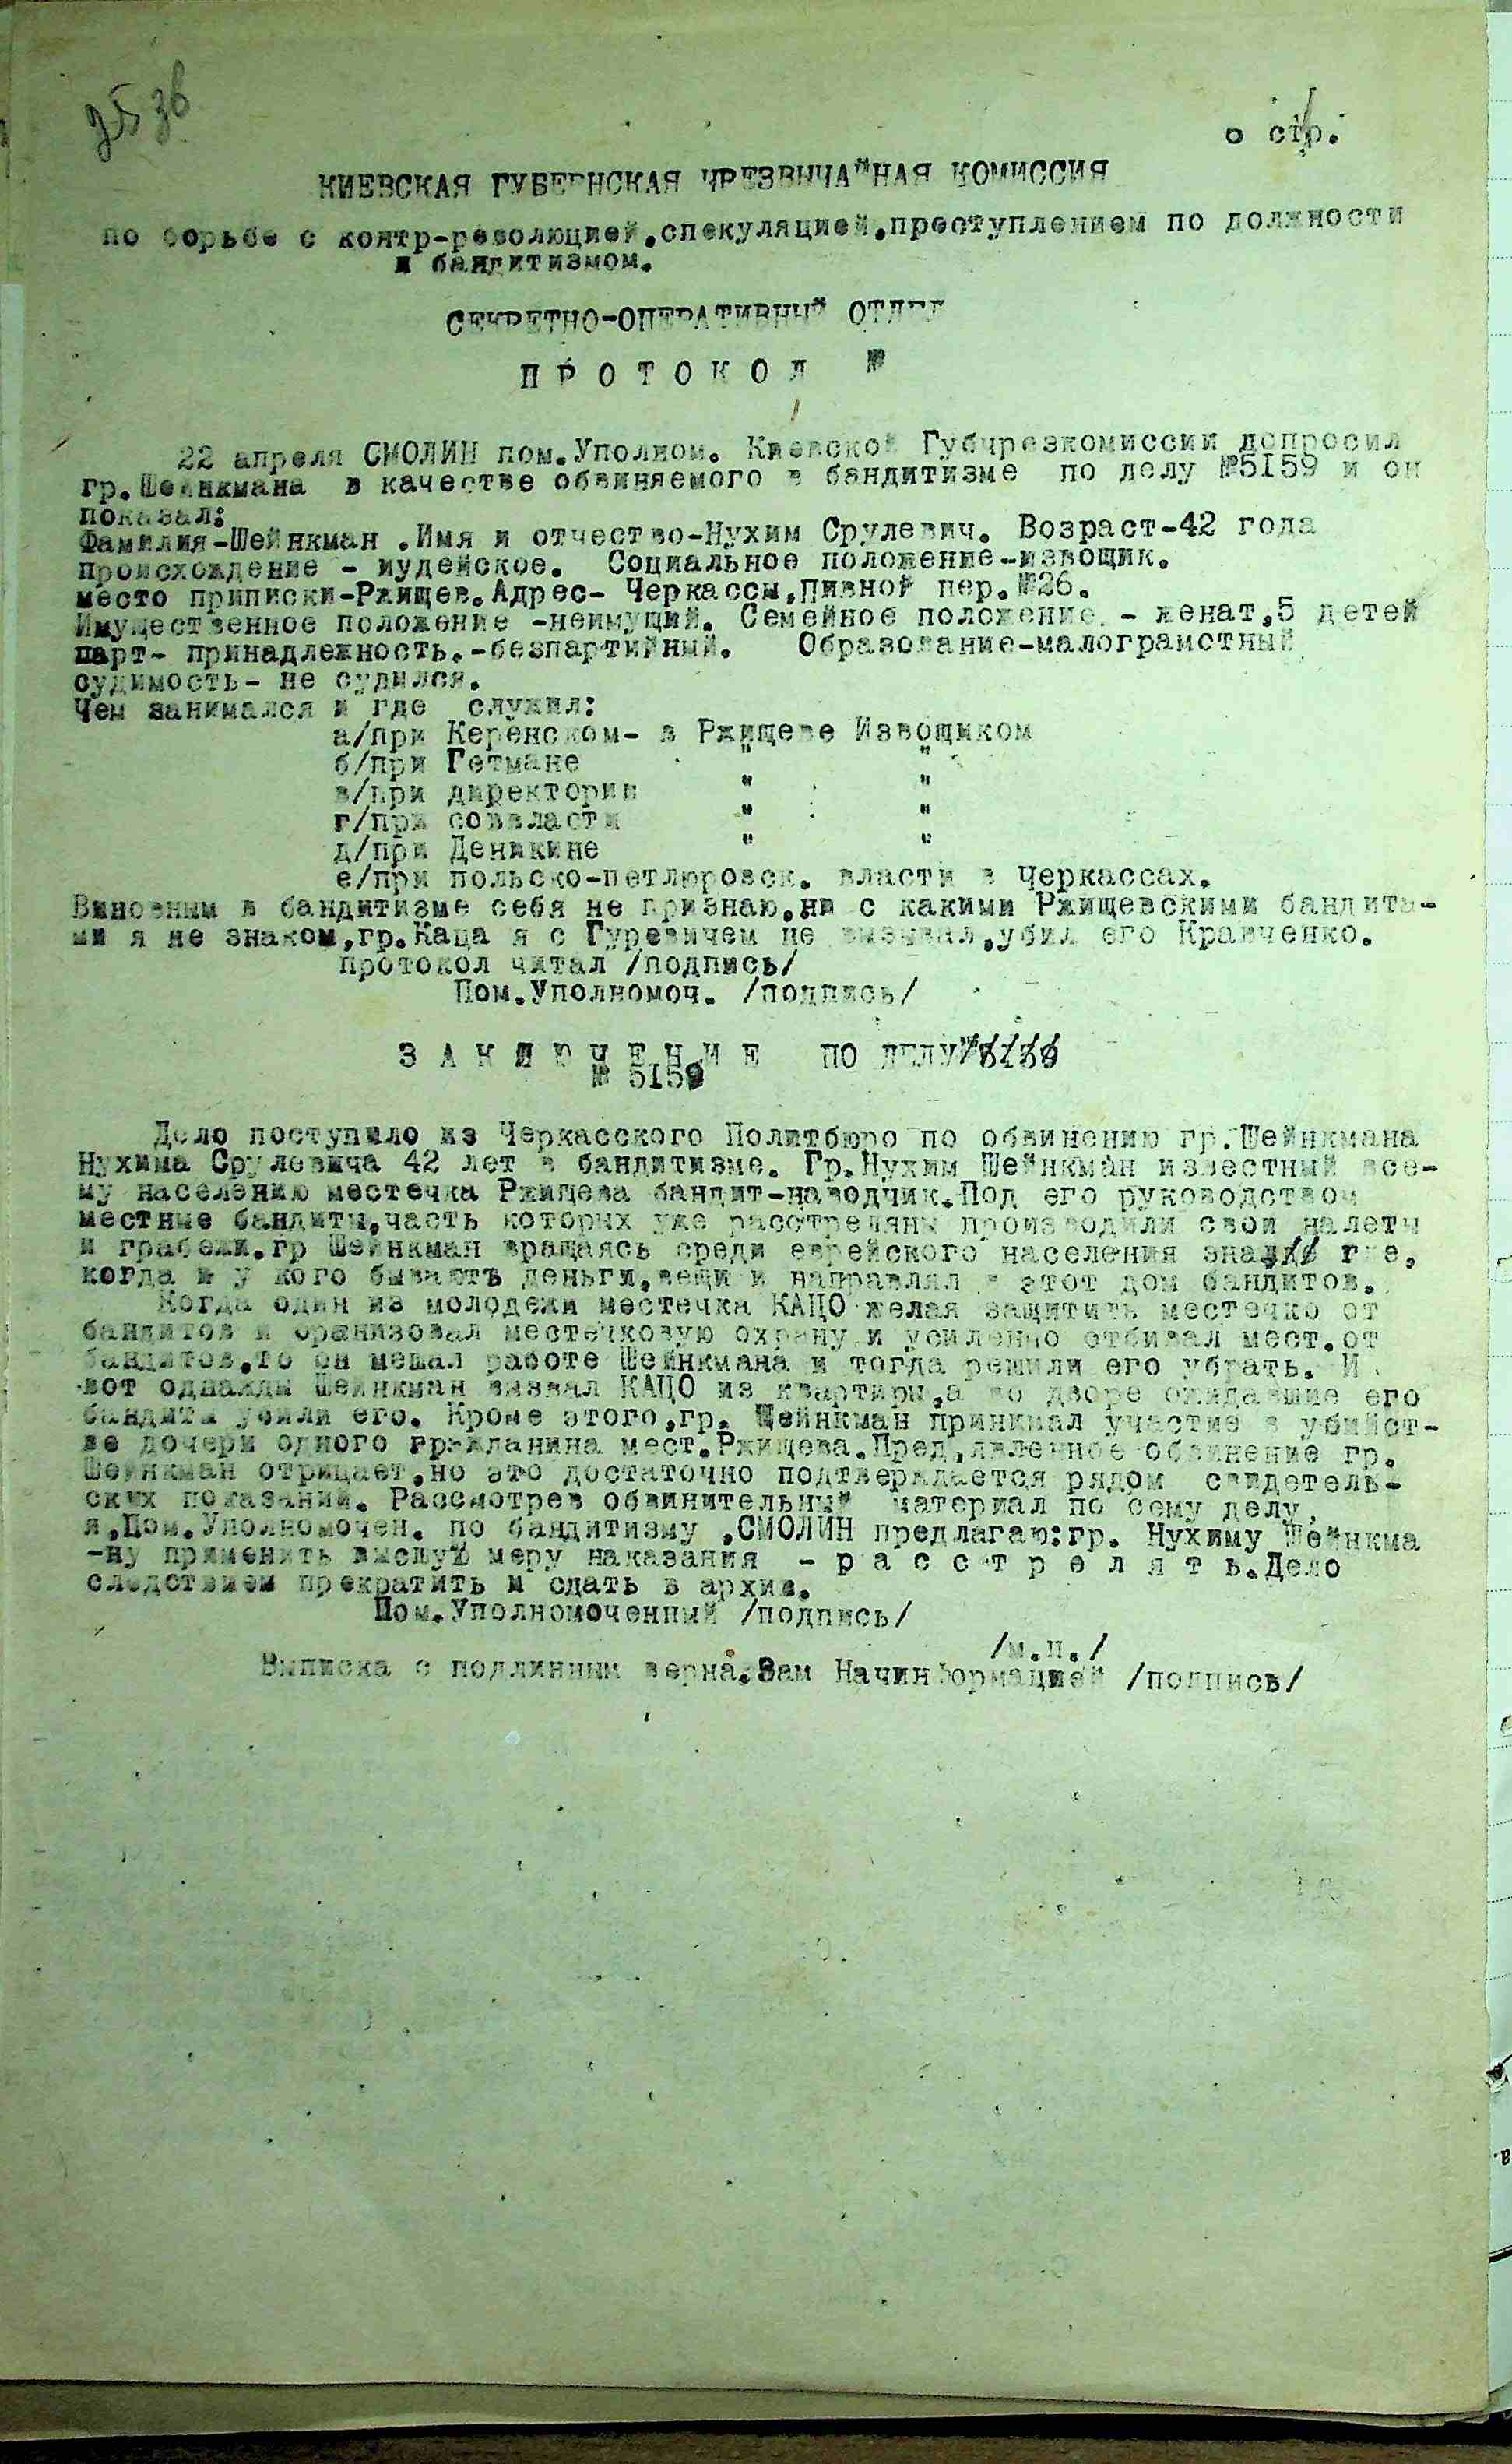 о стр.
КИЕВСКАЯ ГУБЕРНСКАЯ ЧРЕЗВЫЧАЙНАЯ КОМИССИЯ
по борьбе с контр-революцией,спекуляцией,преступлением по должности
и бандитизмом.
СЕКРЕТНО-ОПЕРАТИВНЫЙ ОТДЕЛ
П Р О Т О К О Л №
22 апреля СМОЛИН пом.Уполном. Киевской Губчрезкомиссии допросил
гр.Шейнкмана в качестве обвиняемого в бандитизме по делу №5159 и он
показал:
Фамилия-Шейнкман .Имя и отчество-Нухим Срулевич. Возраст-42 года
происхождение - иудейское. Социальное положение-извощик.
место приписки-Ржищев.Адрес- Черкассы,Пивной пер.№26.
Имущественное положение -неимущий. Семейное положение - женат,5 детей
парт- принадлежность.-безпартийный. Образование-малограмотный
судимость- не судился.
Чем занимался и где служил:
а/при Керенском- в Ржищеве Извощиком
б/при Гетмане " "
в/при директории " "
г/при соввласти " "
д/при Деникине " "
е/при польско-петлюровск. власти в Черкассах.
Виновным в бандитизме себя не признаю,ни с какими Ржищевскими бандита-
ми я не знаком,гр.Каца я с Гуревичем не вызывал,убил его Кравченко.
протокол читал /подпись/
Пом.Уполномоч. /подпись/
З А К Л Ю Ч Е Н И Е ПО ДЕЛУ
№ 5159
Дело поступило из Черкасского Политбюро по обвинению гр.Шейнкмана
Нухима Срулевича 42 лет в бандитизме. Гр.Нухим Шейнкман известный все-
му населению местечка Ржищева бандит-наводчик.Под его руководством
местные бандиты,часть которых уже расстреляны производили свои налеты
и грабежи.гр Шейнкман вращаясь среди еврейского населения знал где,
когда и у кого бывають деньги,вещи и направлял в этот дом бандитов.
Когда один из молодежи местечка КАЦО желая защитить местечко от
бандитов и оранизовал местечковую охрану и усиленно отбивал мест.от
бандитов,то он мешал работе Шейнкмана и тогда решили его убрать. И
вот однажды Шейнкман вызвал КАЦО из квартиры,а во дворе ожидавшие его
бандиты убили его. Кроме этого,гр. Шейнкман принимал участие в убийст-
ве дочери одного гражданина мест.Ржищева.Пред,явленное обвинение гр.
Шейнкман отрицает,но это достаточно подтверждается рядом свидетель-
ских показаний. Рассмотрев обвинительный материал по сему делу,
я,Пом.Уполномочен. по бандитизму ,СМОЛИН предлагаю:гр. Нухиму Шейнкма
-ну применить высшую меру наказания - р а с с т р е л я т ь.Дело
следствием прекратить и сдать в архив.
Пом.Уполномоченный /подпись/
/м.п./
Выписка с подлинным верна.Зам Начинформацией /подпись/